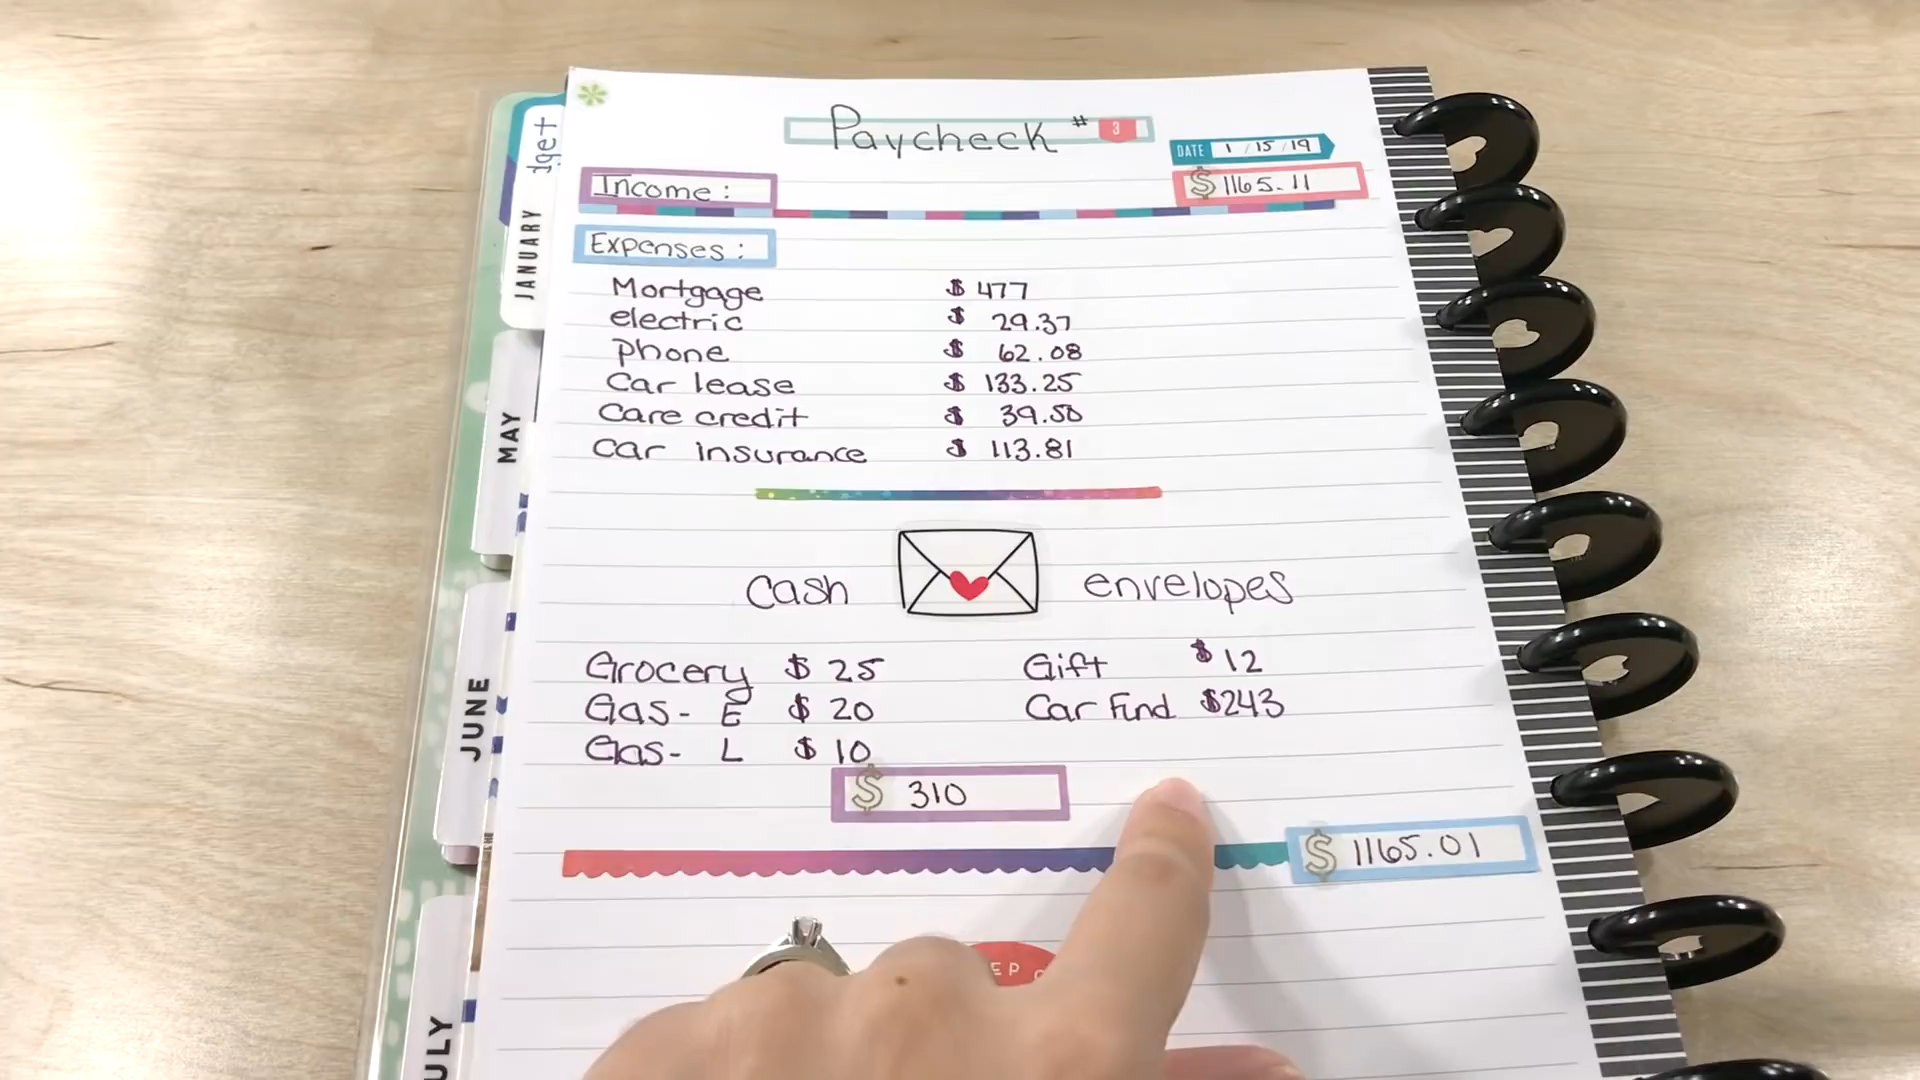 Paycheck # 3
DATE 1 / 15 / 19
Income : $ 1165.11
Expenses :
Mortgage $ 477
electric $ 29.37
phone $ 62.08
Car lease $ 133.25
Care credit $ 39.50
Car insurance $ 113.81
Cash envelopes
Grocery $ 25 Gift $ 12
Gas- E $ 20 Car Fund $243
Gas- L $ 10
$ 310
$ 1165.01
JANUARY
MAY
JUNE